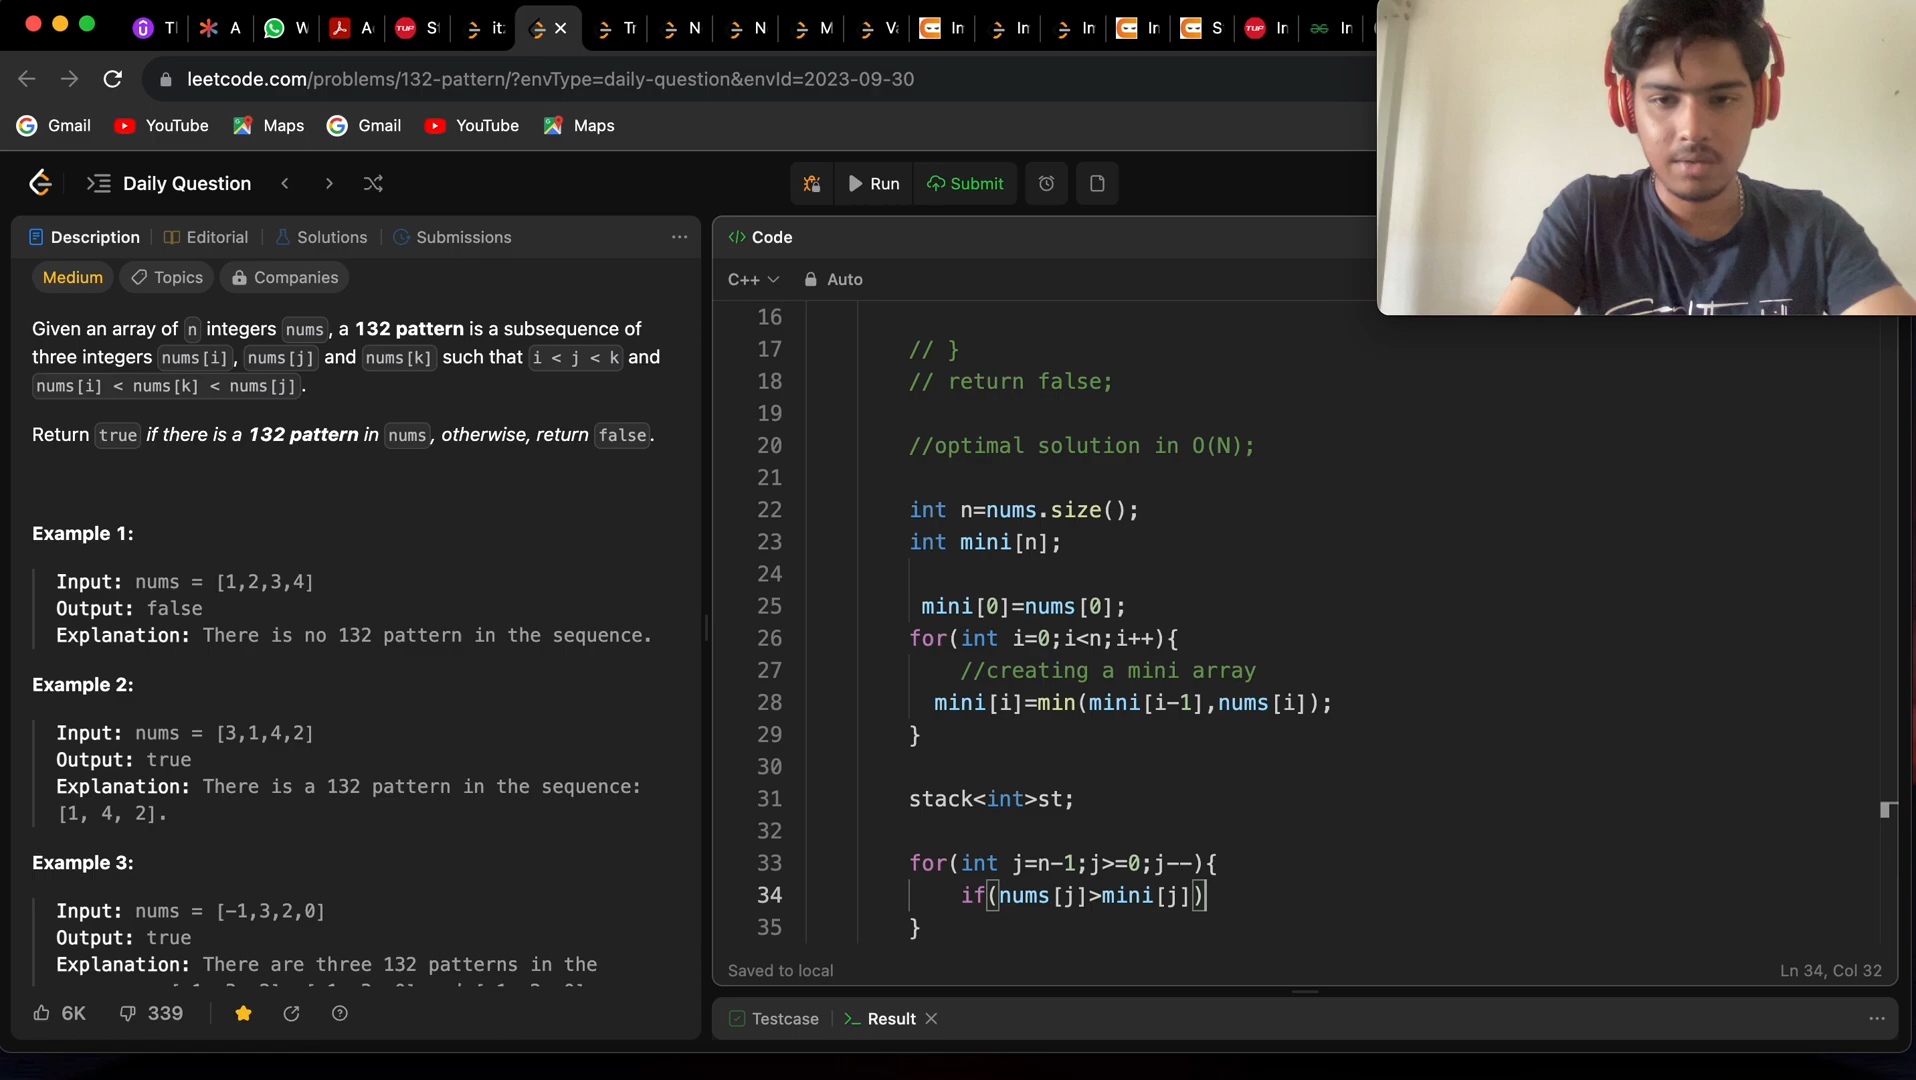 Tl
A
W
A
S
it
Tr
N
N
M
Va
In
In
In
In
S
In
In
leetcode.com/problems/132-pattern/?envType=daily-question&envId=2023-09-30
Gmail YouTube Maps Gmail YouTube Maps
Daily Question
Run
Submit
Description
Editorial
Solutions
Submissions
Medium
Topics
Companies
Given an array of n integers nums, a 132 pattern is a subsequence of
three integers nums[i], nums[j] and nums[k] such that i < j < k and
nums[i] < nums[k] < nums[j].
Return true if there is a 132 pattern in nums, otherwise, return false.
Example 1:
Input: nums = [1,2,3,4]
Output: false
Explanation: There is no 132 pattern in the sequence.
Example 2:
Input: nums = [3,1,4,2]
Output: true
Explanation: There is a 132 pattern in the sequence:
[1, 4, 2].
Example 3:
Input: nums = [-1,3,2,0]
Output: true
Explanation: There are three 132 patterns in the
6K
339
</> Code
C++
Auto
16
17 // }
18 // return false;
19
20 //optimal solution in O(N);
21
22 int n=nums.size();
23 int mini[n];
24
25 mini[0]=nums[0];
26 for(int i=0;i<n;i++){
27 //creating a mini array
28 mini[i]=min(mini[i-1],nums[i]);
29 }
30
31 stack<int>st;
32
33 for(int j=n-1;j>=0;j--){
34 if(nums[j]>mini[j])
35 }
Saved to local
Ln 34, Col 32
Testcase
Result